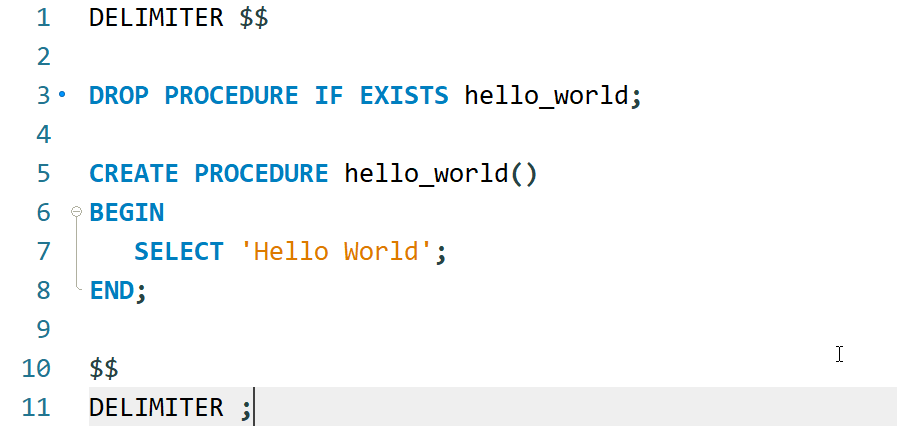 1 DELIMITER $$
2
3 DROP PROCEDURE IF EXISTS hello_world;
4
5 CREATE PROCEDURE hello_world()
6 BEGIN
7    SELECT 'Hello World';
8 END;
9
10 $$
11 DELIMITER ;